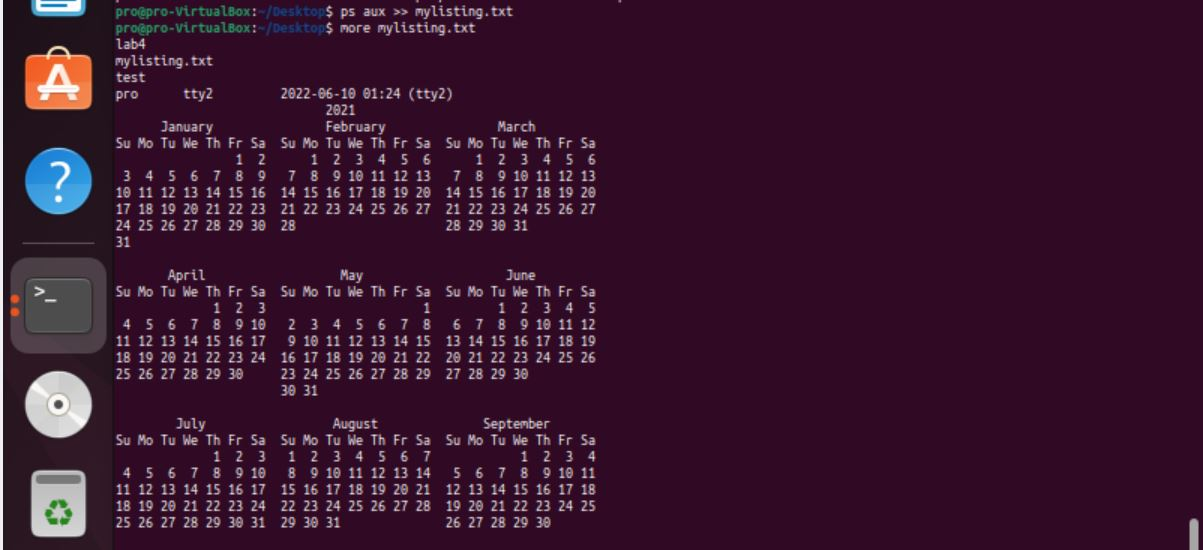 pro@pro-VirtualBox:~/Desktop$ ps aux >> mylisting.txt
pro@pro-VirtualBox:~/Desktop$ more mylisting.txt
lab4
mylisting.txt
test
pro      tty2         2022-06-10 01:24 (tty2)
                            2021
      January               February               March
Su Mo Tu We Th Fr Sa  Su Mo Tu We Th Fr Sa  Su Mo Tu We Th Fr Sa
                1  2      1  2  3  4  5  6      1  2  3  4  5  6
 3  4  5  6  7  8  9   7  8  9 10 11 12 13   7  8  9 10 11 12 13
10 11 12 13 14 15 16  14 15 16 17 18 19 20  14 15 16 17 18 19 20
17 18 19 20 21 22 23  21 22 23 24 25 26 27  21 22 23 24 25 26 27
24 25 26 27 28 29 30  28                    28 29 30 31
31
       April                  May                   June
Su Mo Tu We Th Fr Sa  Su Mo Tu We Th Fr Sa  Su Mo Tu We Th Fr Sa
             1  2  3                     1         1  2  3  4  5
 4  5  6  7  8  9 10   2  3  4  5  6  7  8   6  7  8  9 10 11 12
11 12 13 14 15 16 17   9 10 11 12 13 14 15  13 14 15 16 17 18 19
18 19 20 21 22 23 24  16 17 18 19 20 21 22  20 21 22 23 24 25 26
25 26 27 28 29 30     23 24 25 26 27 28 29  27 28 29 30
                      30 31
        July                 August              September
Su Mo Tu We Th Fr Sa  Su Mo Tu We Th Fr Sa  Su Mo Tu We Th Fr Sa
             1  2  3   1  2  3  4  5  6  7            1  2  3  4
 4  5  6  7  8  9 10   8  9 10 11 12 13 14   5  6  7  8  9 10 11
11 12 13 14 15 16 17  15 16 17 18 19 20 21  12 13 14 15 16 17 18
18 19 20 21 22 23 24  22 23 24 25 26 27 28  19 20 21 22 23 24 25
25 26 27 28 29 30 31  29 30 31              26 27 28 29 30